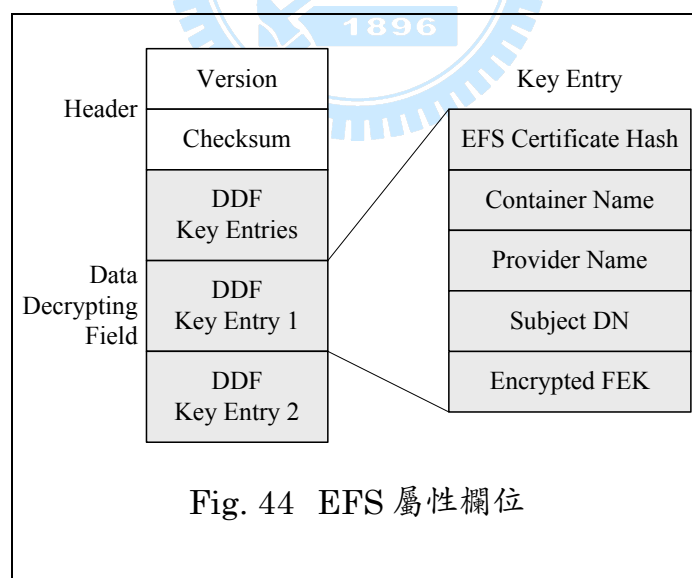 1896
Header
Version
Checksum
Data
Decrypting
Field
DDF
Key Entries
DDF
Key Entry 1
DDF
Key Entry 2
Key Entry
EFS Certificate Hash
Container Name
Provider Name
Subject DN
Encrypted FEK
Fig. 44 EFS 屬性欄位